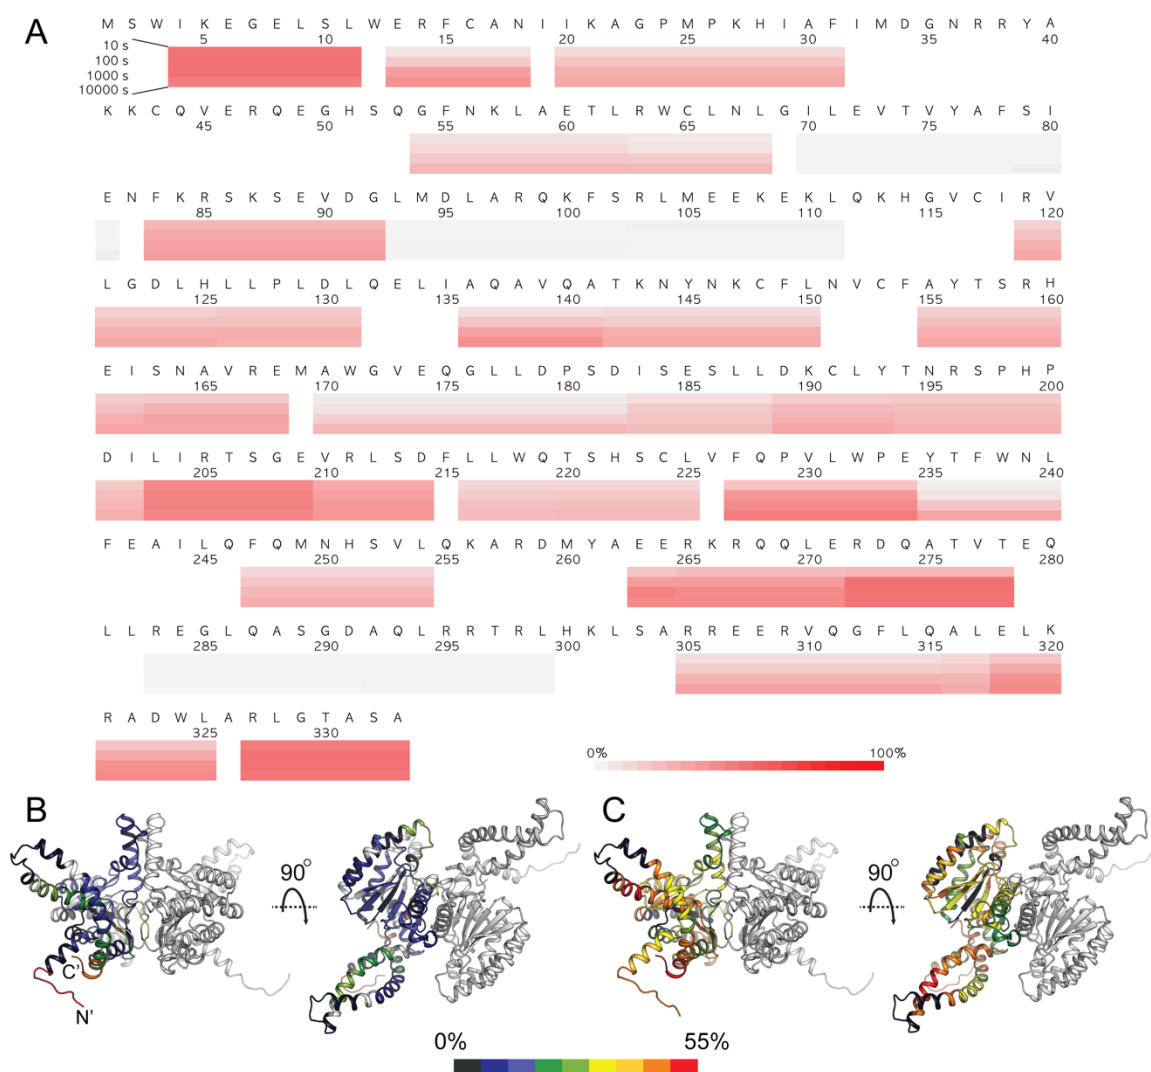 A
M S W I K E G E L S L W E R F C A N I I K A G P M P K H I A F I M D G N R R Y A
5 10 15 20 25 30 35 40
10 s
100 s
1000 s
10000 s
K K C Q V E R Q E G H S Q G F N K L A E T L R W C L N L G I L E V T V Y A F S I
45 50 55 60 65 70 75 80
E N F K R S K S E V D G L M D L A R Q K F S R L M E E K E K L Q K H G V C I R V
85 90 95 100 105 110 115 120
L G D L H L L P L D L Q E L I A Q A V Q A T K N Y N K C F L N V C F A Y T S R H
125 130 135 140 145 150 155 160
E I S N A V R E M A W G V E Q G L L D P S D I S E S L L D K C L Y T N R S P H P
165 170 175 180 185 190 195 200
D I L I R T S G E V R L S D F L L W Q T S H S C L V F Q P V L W P E Y T F W N L
205 210 215 220 225 230 235 240
F E A I L Q F Q M N H S V L Q K A R D M Y A E E R K R Q Q L E R D Q A T V T E Q
245 250 255 260 265 270 275 280
L L R E G L Q A S G D A Q L R R T R L H K L S A R R E E R V Q G F L Q A L E L K
285 290 295 300 305 310 315 320
R A D W L A R L G T A S A
325 330
0% 100%
B
C
90°
90°
C'
N'
0% 55%